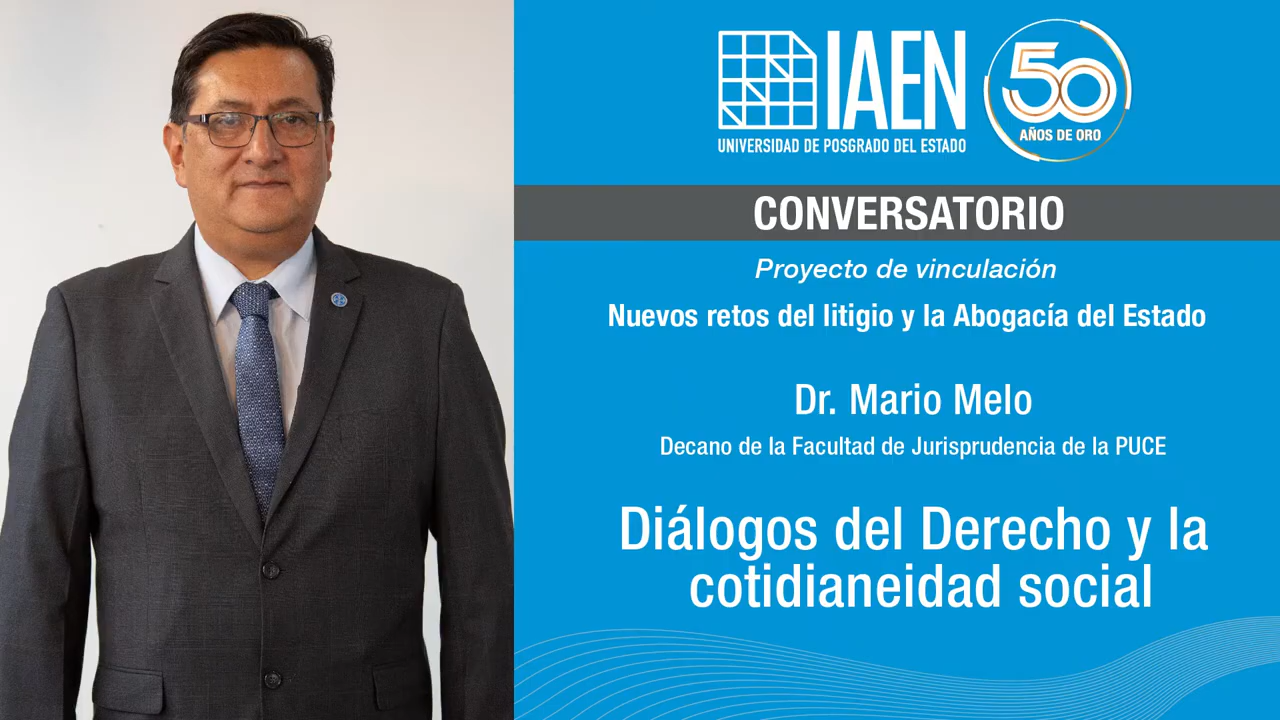 IAEN
UNIVERSIDAD DE POSGRADO DEL ESTADO
50
AÑOS DE ORO
CONVERSATORIO
Proyecto de vinculación
Nuevos retos del litigio y la Abogacía del Estado
Dr. Mario Melo
Decano de la Facultad de Jurisprudencia de la PUCE
Diálogos del Derecho y la
cotidianeidad social